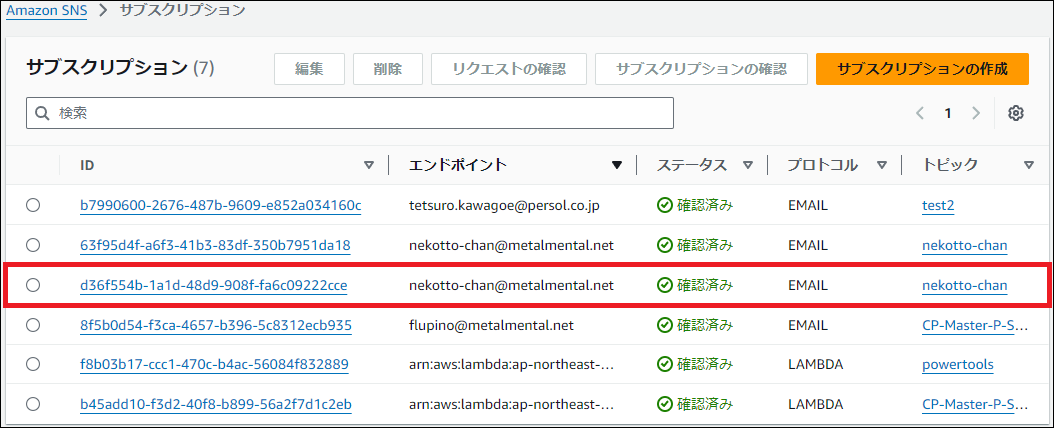 Amazon SNS > サブスクリプション
サブスクリプション (7) 編集 削除 リクエストの確認 サブスクリプションの確認 サブスクリプションの作成
検索 1
ID エンドポイント ステータス プロトコル トピック
b7990600-2676-487b-9609-e852a034160c tetsuro.kawagoe@persol.co.jp 確認済み EMAIL test2
63f95d4f-a6f3-41b3-83df-350b7951da18 nekotto-chan@metalmental.net 確認済み EMAIL nekotto-chan
d36f554b-1a1d-48d9-908f-fa6c09222cce nekotto-chan@metalmental.net 確認済み EMAIL nekotto-chan
8f5b0d54-f3ca-4657-b396-5c8312ecb935 flupino@metalmental.net 確認済み EMAIL CP-Master-P-S...
f8b03b17-ccc1-470c-b4ac-56084f832889 arn:aws:lambda:ap-northeast-... 確認済み LAMBDA powertools
b45add10-f3d2-40f8-b899-56a2f7d1c2eb arn:aws:lambda:ap-northeast-... 確認済み LAMBDA CP-Master-P-S...